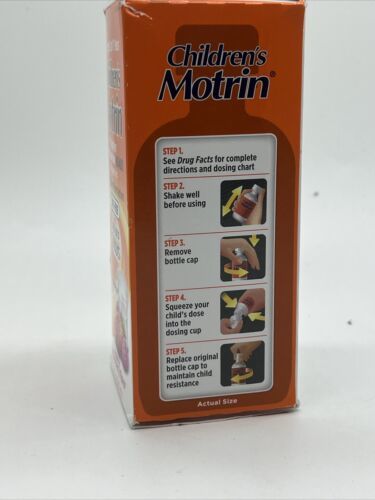 Children's
Motrin®
STEP 1.
See Drug Facts for complete
directions and dosing chart
STEP 2.
Shake well
before using
STEP 3.
Remove
bottle cap
STEP 4.
Squeeze your
child's dose
into the
dosing cup
STEP 5.
Replace original
bottle cap to
maintain child
resistance
Actual Size